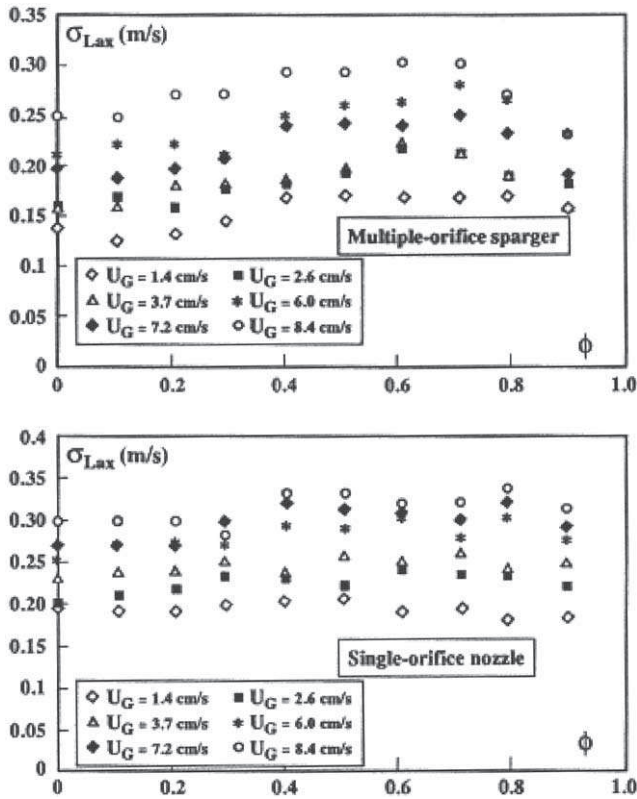 0.35
σLax (m/s)
0.30
0.25
0.20
0.15
Multiple-orifice sparger
0.1
UG = 1.4 cm/s UG = 2.6 cm/s
UG = 3.7 cm/s UG = 6.0 cm/s
0.05
UG = 7.2 cm/s UG = 8.4 cm/s
ϕ
0
0 0.2 0.4 0.6 0.8 1.0
0.4
σLax (m/s)
0.35
0.30
0.25
0.20
0.15
Single-orifice nozzle
0.1
UG = 1.4 cm/s UG = 2.6 cm/s
0.05
UG = 3.7 cm/s UG = 6.0 cm/s
UG = 7.2 cm/s UG = 8.4 cm/s
ϕ
0
0 0.2 0.4 0.6 0.8 1.0